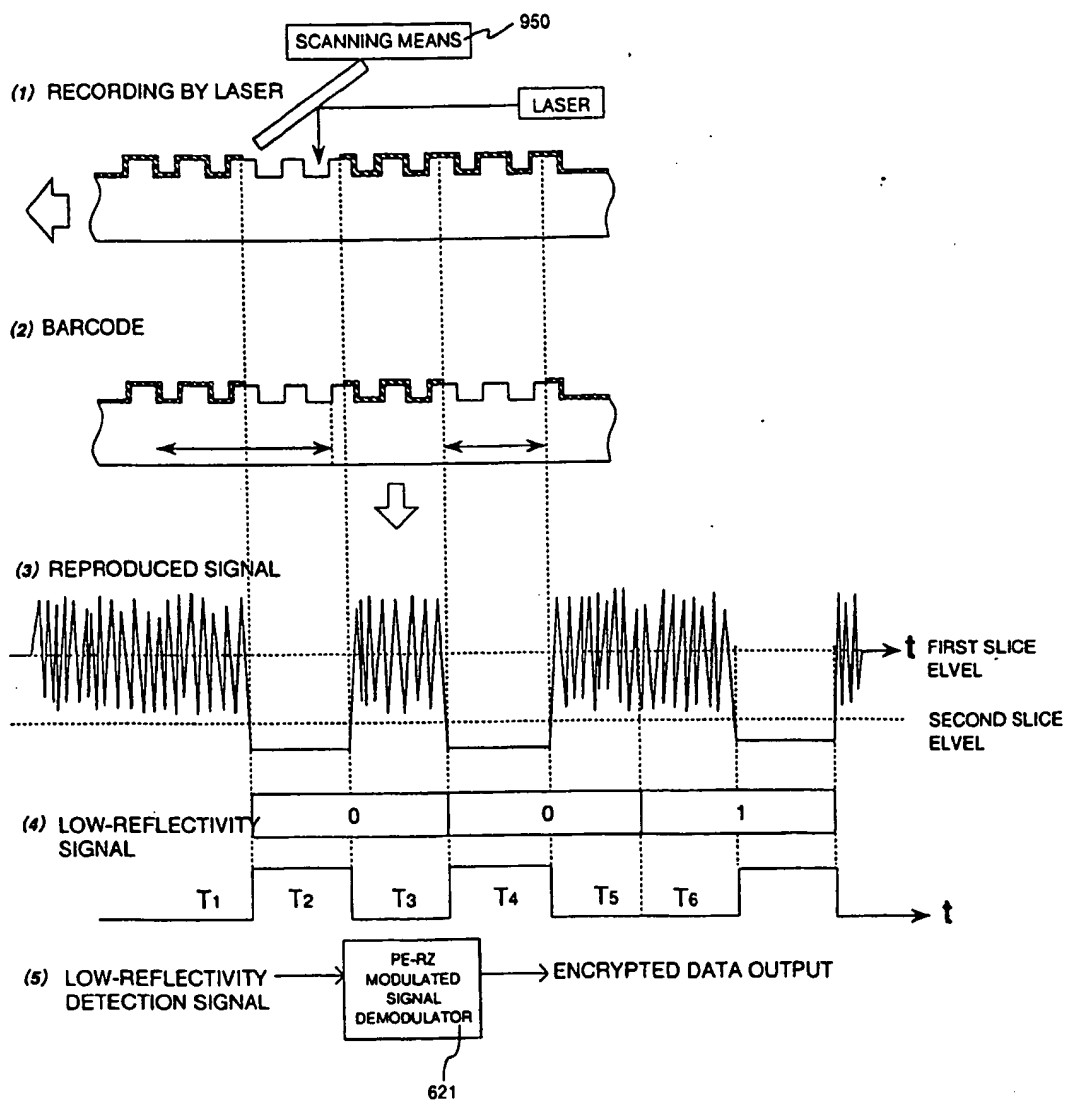 950
SCANNING MEANS
(1) RECORDING BY LASER
LASER
(2) BARCODE
(3) REPRODUCED SIGNAL
t FIRST SLICE
ELVEL
SECOND SLICE
ELVEL
0 0 1
(4) LOW-REFLECTIVITY
SIGNAL
T1 T2 T3 T4 T5 T6
t
(5) LOW-REFLECTIVITY
DETECTION SIGNAL
PE-RZ
MODULATED
SIGNAL
DEMODULATOR
ENCRYPTED DATA OUTPUT
621